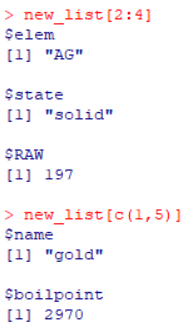 > new_list[2:4]
$elem
[1] "AG"
$state
[1] "solid"
$RAW
[1] 197
> new_list[c(1,5)]
$name
[1] "gold"
$boilpoint
[1] 2970